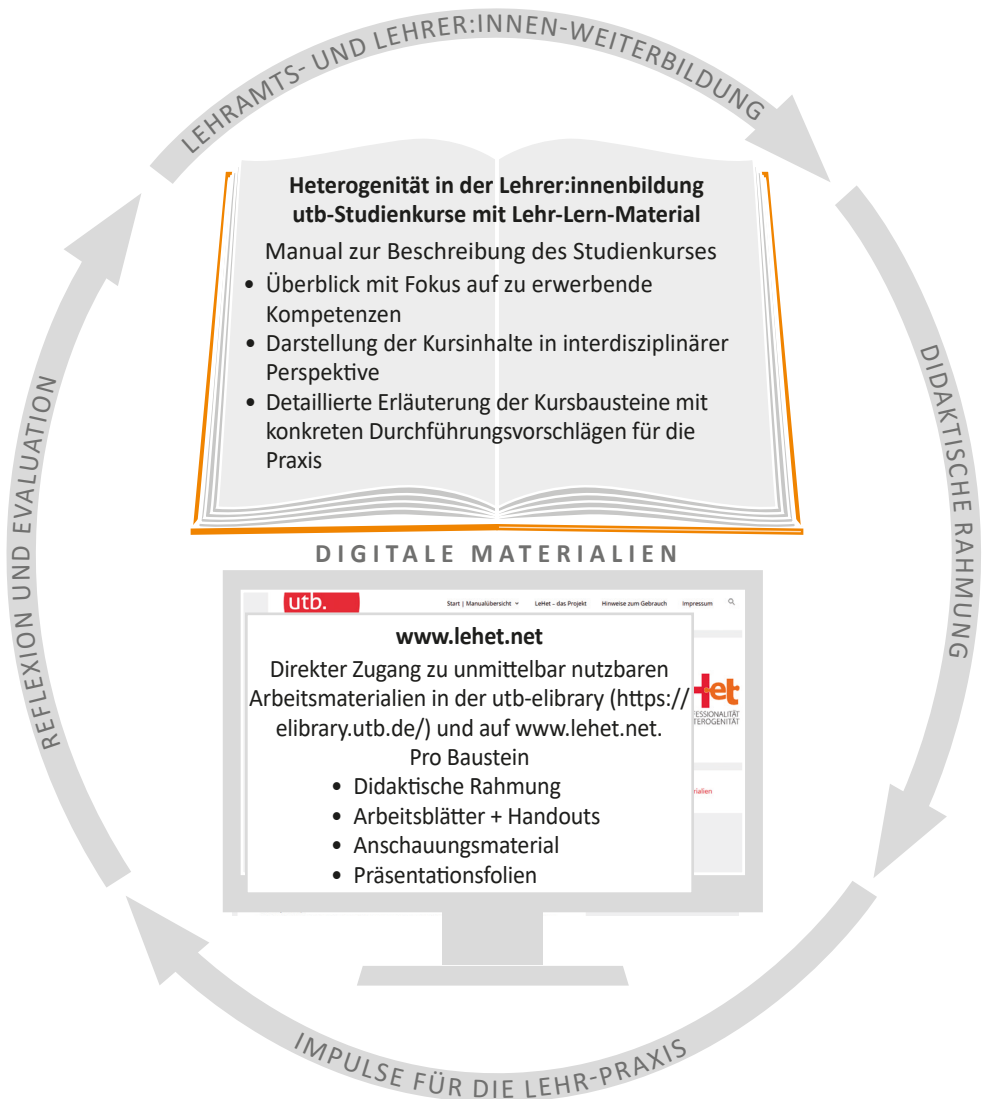 LEHRAMTS- UND LEHRER:INNEN-WEITERBILDUNG
Heterogenität in der Lehrer:innenbildung
utb-Studienkurse mit Lehr-Lern-Material
Manual zur Beschreibung des Studienkurses
• Überblick mit Fokus auf zu erwerbende
Kompetenzen
• Darstellung der Kursinhalte in interdisziplinärer
Perspektive
• Detaillierte Erläuterung der Kursbausteine mit
konkreten Durchführungsvorschlägen für die
Praxis
DIDAKTISCHE RAHMUNG
REFLEXION UND EVALUATION
DIGITALE MATERIALIEN
utb.
Start | Manualübersicht LeHet – das Projekt Hinweise zum Gebrauch Impressum
www.lehet.net
Direkter Zugang zu unmittelbar nutzbaren
Arbeitsmaterialien in der utb-elibrary (https://
elibrary.utb.de/) und auf www.lehet.net.
Pro Baustein
• Didaktische Rahmung
• Arbeitsblätter + Handouts
• Anschauungsmaterial
• Präsentationsfolien
et
FESSIONALITÄT
TEROGENITÄT
rialien
IMPULSE FÜR DIE LEHR-PRAXIS